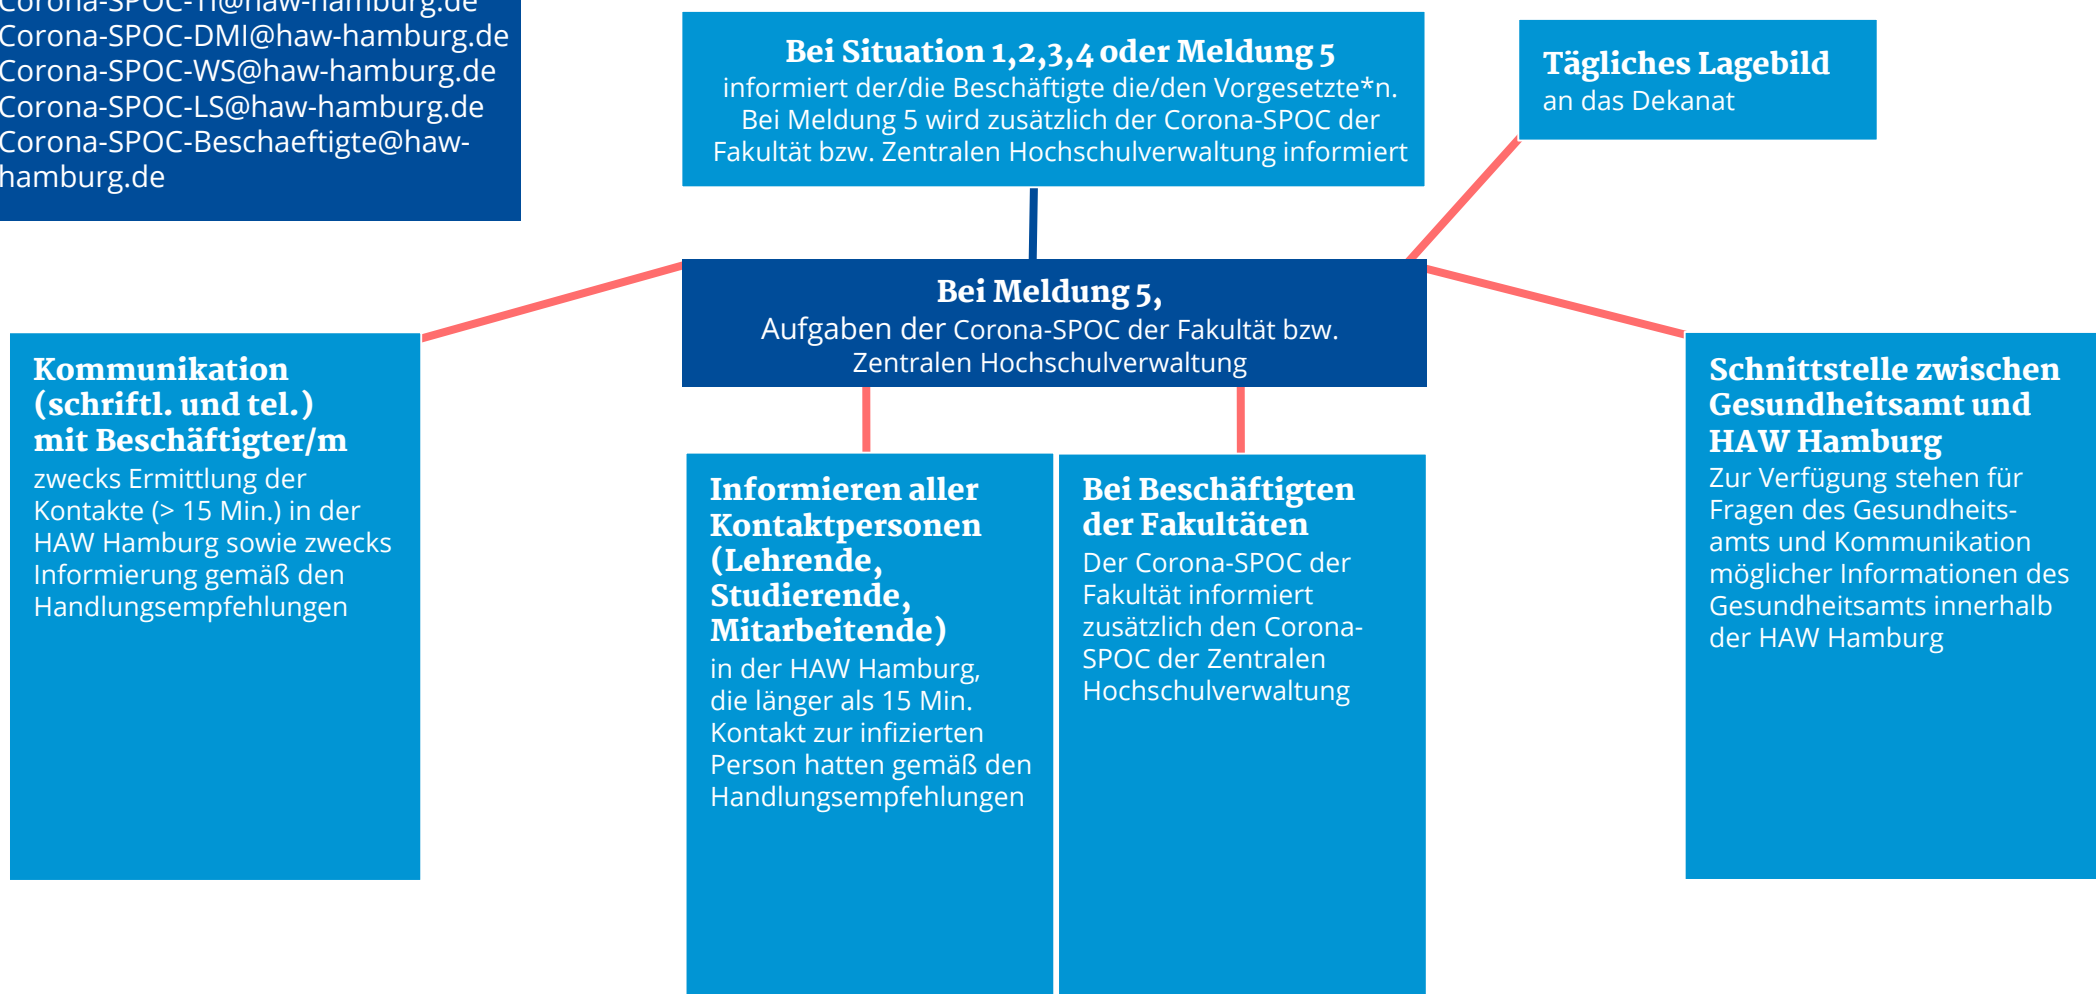 Corona-SPOC-TI@haw-hamburg.de
Corona-SPOC-DMI@haw-hamburg.de
Corona-SPOC-WS@haw-hamburg.de
Corona-SPOC-LS@haw-hamburg.de
Corona-SPOC-Beschaeftigte@haw-
hamburg.de
Bei Situation 1,2,3,4 oder Meldung 5
informiert der/die Beschäftigte die/den Vorgesetzte*n.
Bei Meldung 5 wird zusätzlich der Corona-SPOC der
Fakultät bzw. Zentralen Hochschulverwaltung informiert
Tägliches Lagebild
an das Dekanat
Bei Meldung 5,
Aufgaben der Corona-SPOC der Fakultät bzw.
Zentralen Hochschulverwaltung
Kommunikation
(schriftl. und tel.)
mit Beschäftigter/m
zwecks Ermittlung der
Kontakte (> 15 Min.) in der
HAW Hamburg sowie zwecks
Informierung gemäß den
Handlungsempfehlungen
Informieren aller
Kontaktpersonen
(Lehrende,
Studierende,
Mitarbeitende)
in der HAW Hamburg,
die länger als 15 Min.
Kontakt zur infizierten
Person hatten gemäß den
Handlungsempfehlungen
Bei Beschäftigten
der Fakultäten
Der Corona-SPOC der
Fakultät informiert
zusätzlich den Corona-
SPOC der Zentralen
Hochschulverwaltung
Schnittstelle zwischen
Gesundheitsamt und
HAW Hamburg
Zur Verfügung stehen für
Fragen des Gesundheits-
amts und Kommunikation
möglicher Informationen des
Gesundheitsamts innerhalb
der HAW Hamburg